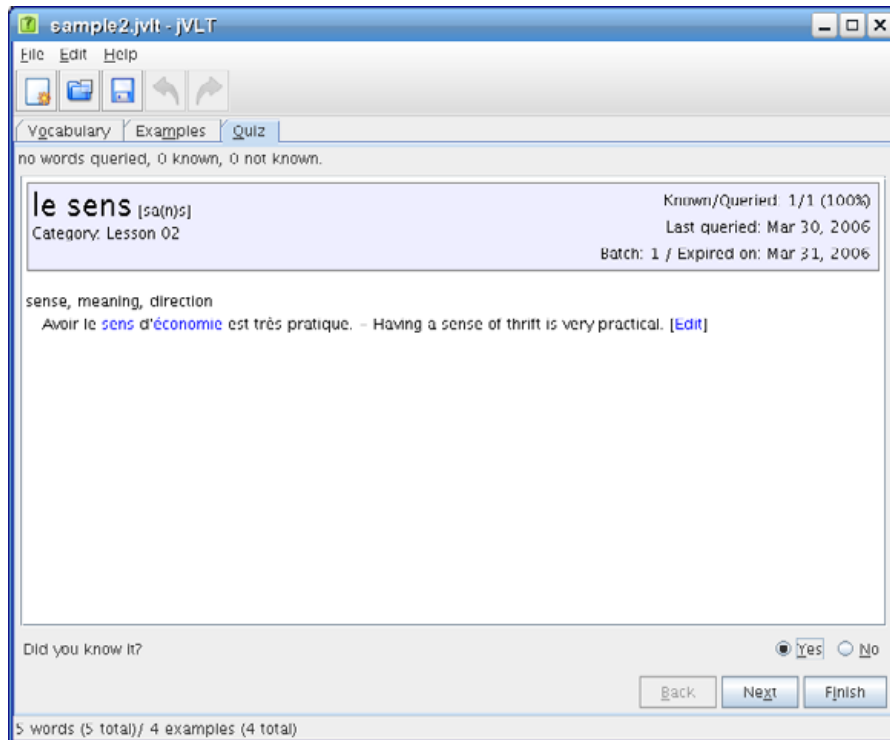 sample2.jvlt - jVLT
File Edit Help
Vocabulary Examples Quiz
no words queried, 0 known, 0 not known.
le sens [sa(n)s]
Category: Lesson 02
Known/Queried: 1/1 (100%)
Last queried: Mar 30, 2006
Batch: 1 / Expired on: Mar 31, 2006
sense, meaning, direction
Avoir le sens d'économie est très pratique. - Having a sense of thrift is very practical. [Edit]
Did you know it? Yes No
Back Next Finish
5 words (5 total)/ 4 examples (4 total)